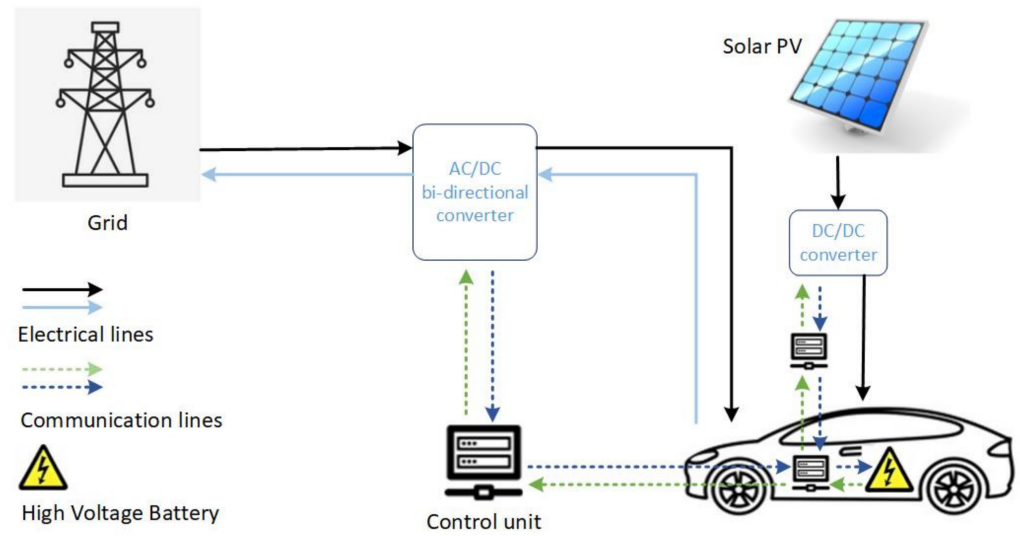 Solar PV
AC/DC
bi-directional
converter
Grid
DC/DC
converter
Electrical lines
Communication lines
High Voltage Battery
Control unit